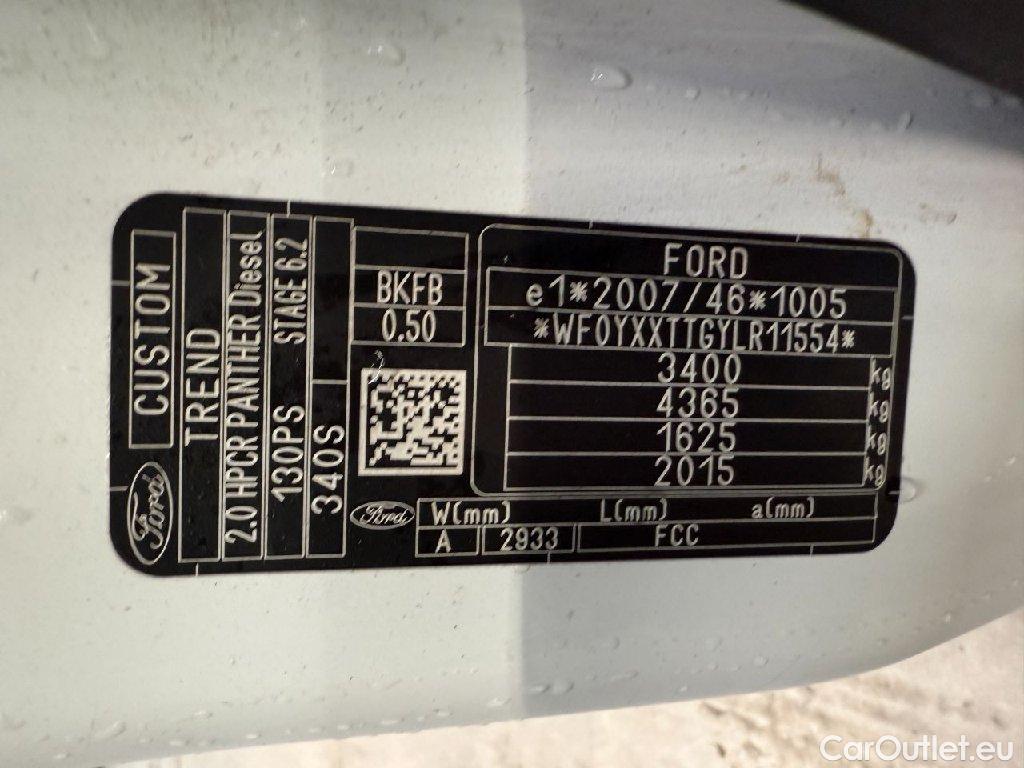 CUSTOM
TREND
2.0 HPCR PANTHER Diesel
130PS STAGE 6.2
340S
Ford
BKFB
0.50
Ford
FORD
e1*2007/46*1005
*WF0YXXTTGYLR11554*
3400 kg
4365 kg
1625 kg
2015 kg
W(mm) L(mm) a(mm)
A 2933 FCC
CarOutlet.eu